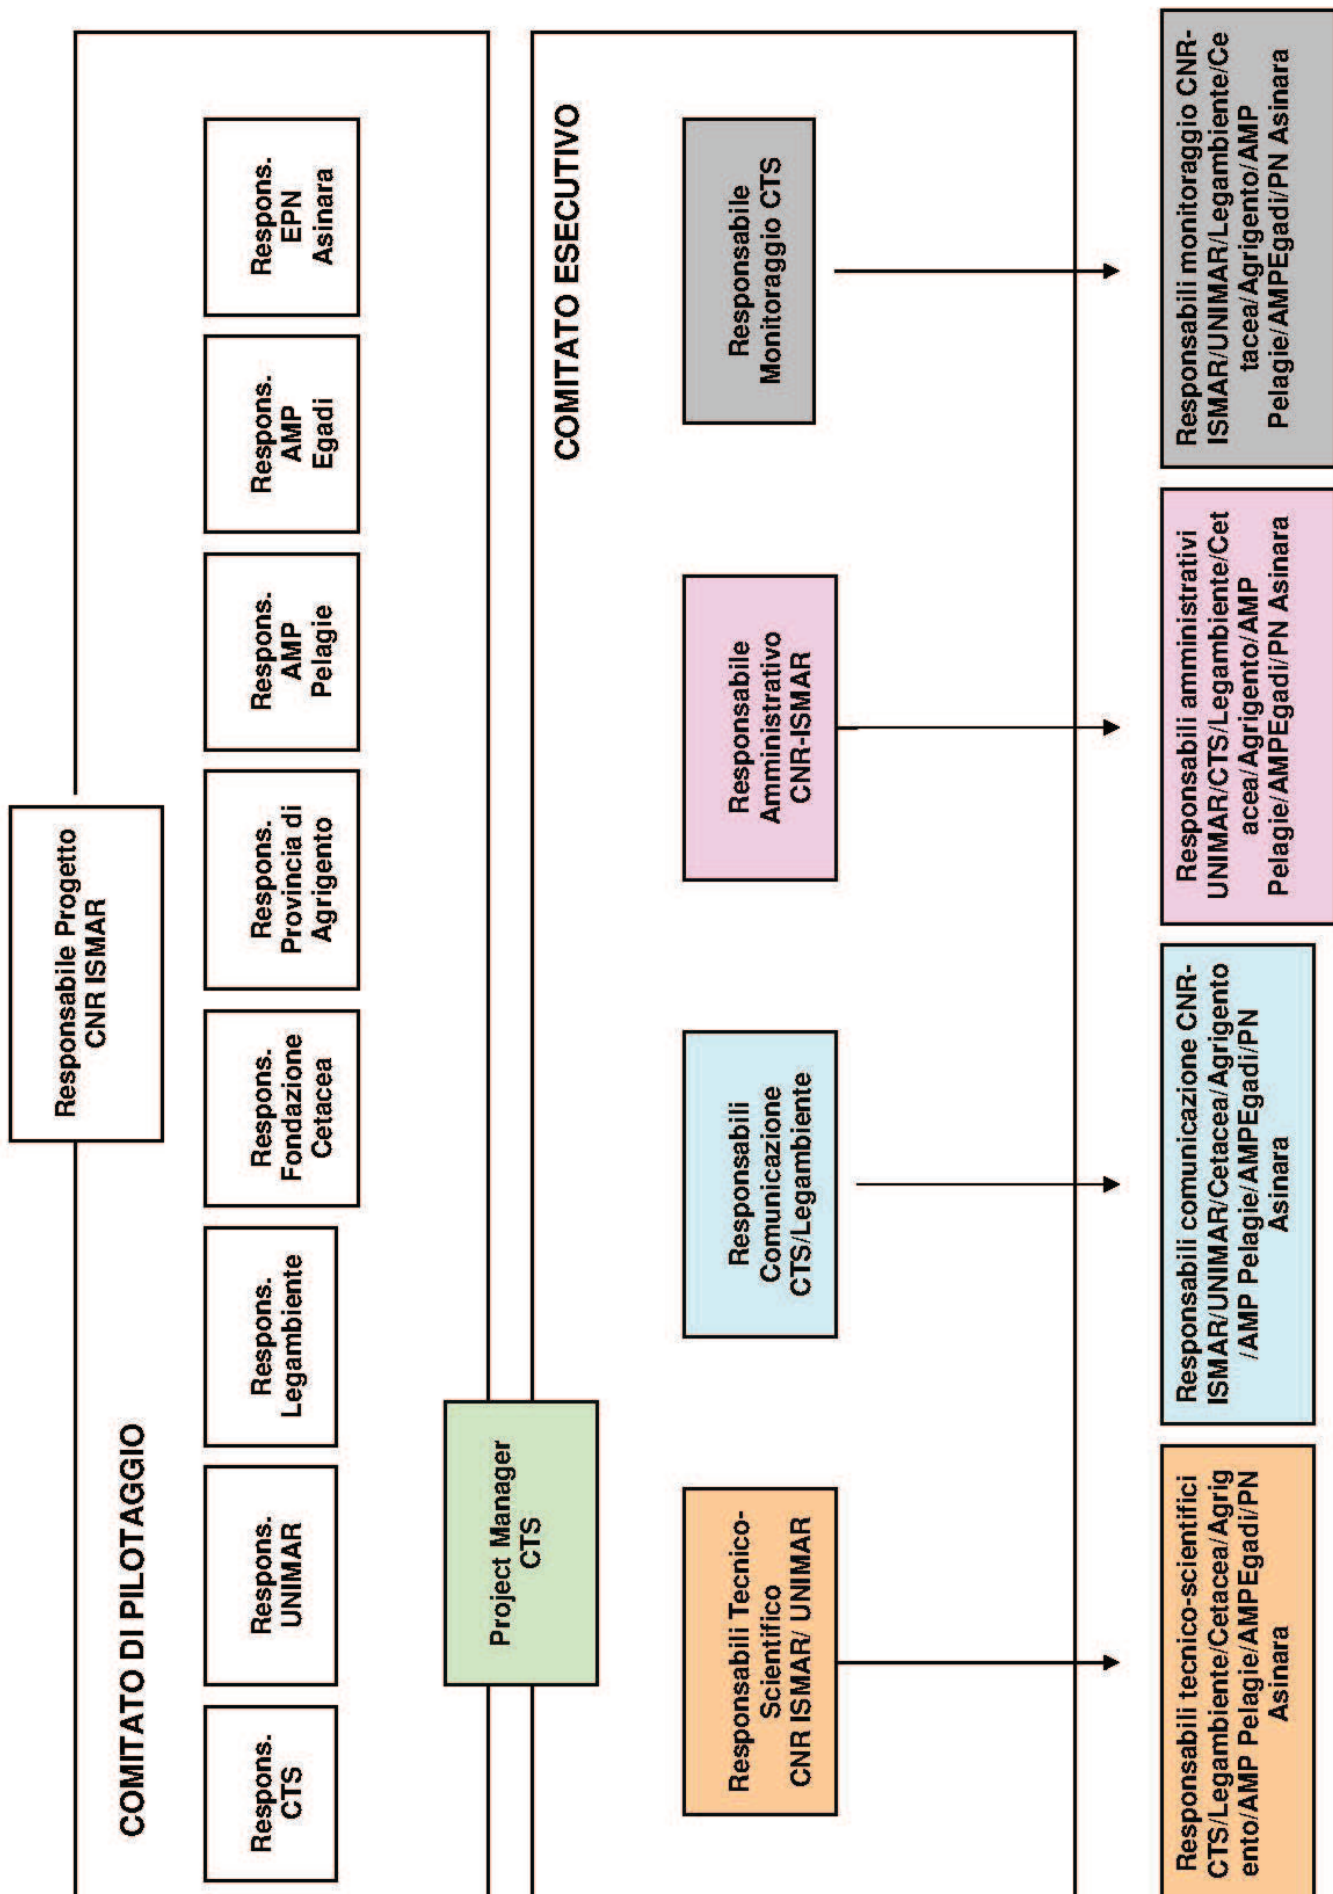 Responsabile Progetto
CNR ISMAR
COMITATO DI PILOTAGGIO
Respons.
CTS
Respons.
UNIMAR
Respons.
Legambiente
Respons.
Fondazione
Cetacea
Respons.
Provincia di
Agrigento
Respons.
AMP
Pelagie
Respons.
AMP
Egadi
Respons.
EPN
Asinara
Project Manager
CTS
COMITATO ESECUTIVO
Responsabili Tecnico-
Scientifico
CNR ISMAR/ UNIMAR
Responsabili
Comunicazione
CTS/Legambiente
Responsabile
Amministrativo
CNR-ISMAR
Responsabile
Monitoraggio CTS
Responsabili tecnico-scientifici
CTS/Legambiente/Cetacea/Agrig
ento/AMP Pelagie/AMPEgadi/PN
Asinara
Responsabili comunicazione CNR-
ISMAR/UNIMAR/Cetacea/Agrigento
/AMP Pelagie/AMPEgadi/PN
Asinara
Responsabili amministrativi
UNIMAR/CTS/Legambiente/Cet
acea/Agrigento/AMP
Pelagie/AMPEgadi/PN Asinara
Responsabili monitoraggio CNR-
ISMAR/UNIMAR/Legambiente/Ce
tacea/Agrigento/AMP
Pelagie/AMPEgadi/PN Asinara